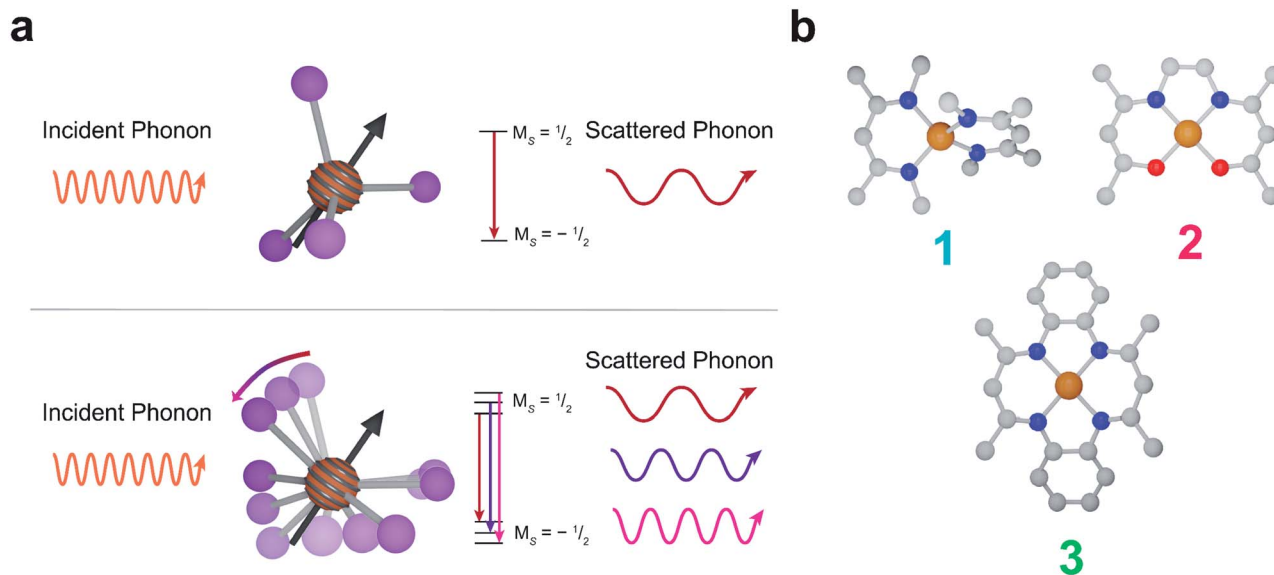 a
b
Incident Phonon
M_S = 1/2
Scattered Phonon
M_S = − 1/2
1
2
Scattered Phonon
Incident Phonon
M_S = 1/2
M_S = − 1/2
3